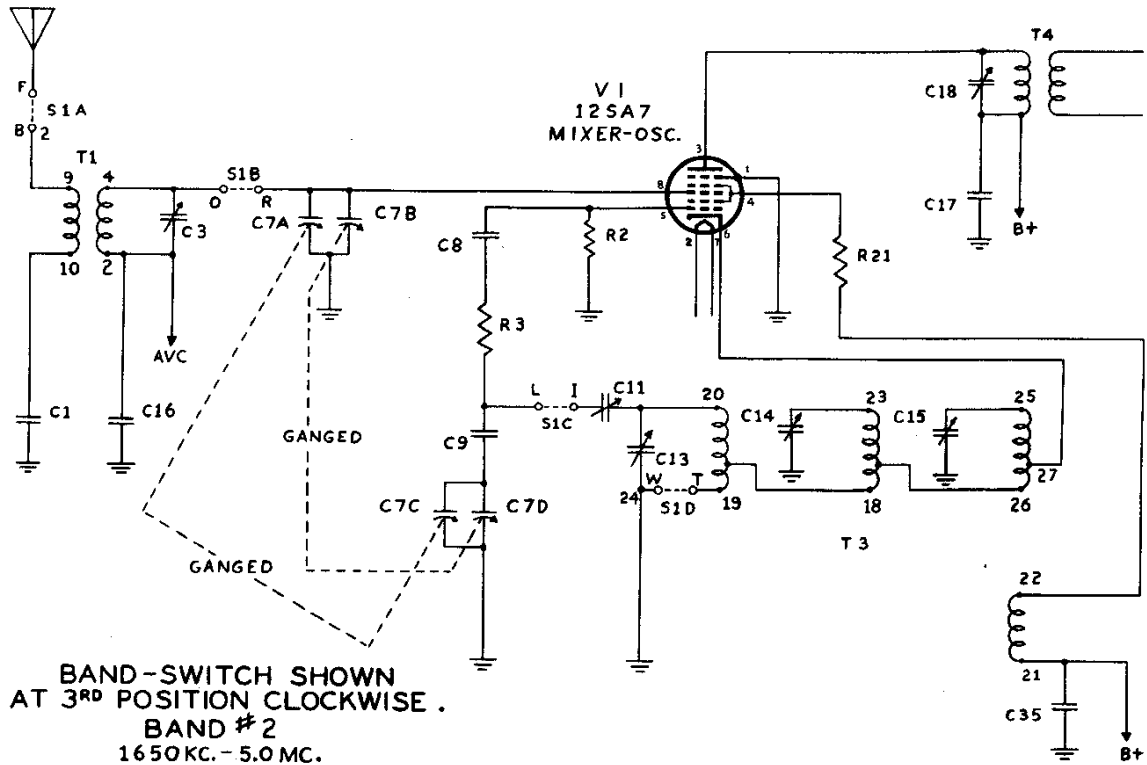 F
S1A
B 2
T1
9 4
10 2
C3
S1B
O R
C7A
C7B
AVC
C1
C16
GANGED
GANGED
V1
12SA7
MIXER-OSC.
3
1
8
4
5
2 7 6
C8
R2
R3
R21
T4
C18
C17
B+
C9
L I
S1C
C11
C13
W T
S1D
24
20
19
C14
23
18
C15
25
27
26
T3
C7C
C7D
22
21
C35
B+
BAND-SWITCH SHOWN
AT 3RD POSITION CLOCKWISE.
BAND #2
1650 KC.-5.0 MC.